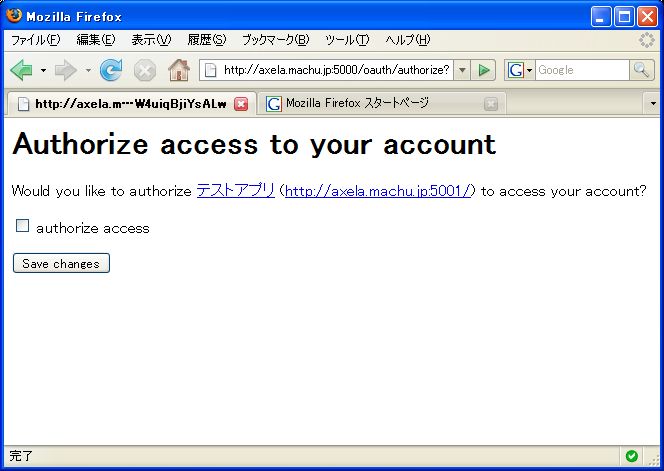 Mozilla Firefox
ファイル(F) 編集(E) 表示(V) 履歴(S) ブックマーク(B) ツール(T) ヘルプ(H)
http://axela.machu.jp:5000/oauth/authorize? Google
http://axela.m…W4uiqBjiYsALw Mozilla Firefox スタートページ
Authorize access to your account
Would you like to authorize テストアプリ (http://axela.machu.jp:5001/) to access your account?
authorize access
Save changes
完了